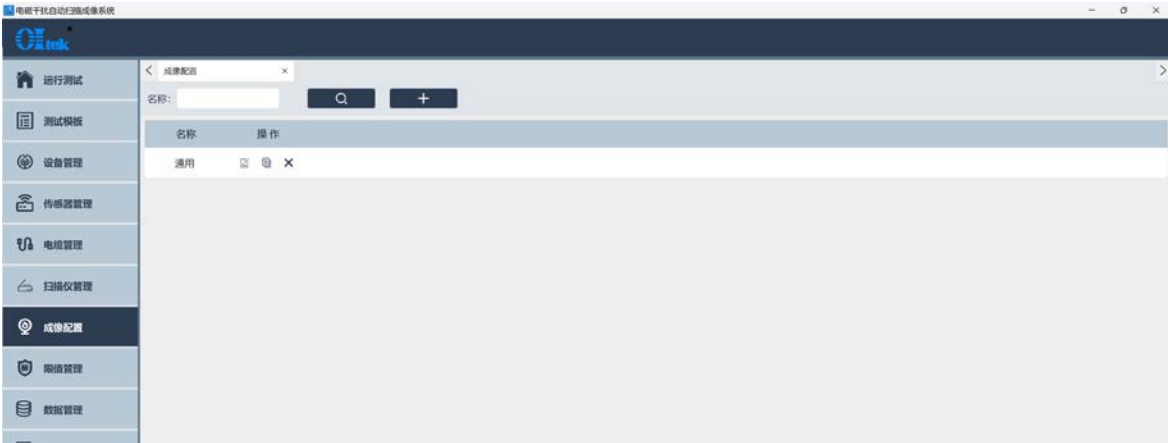 电磁干扰自动扫描成像系统
OItek
进行测试
测试模板
设备管理
传感器管理
电缆管理
扫描仪管理
成像配置
限值管理
数据管理
成像配置
名称:
名称 操作
通用